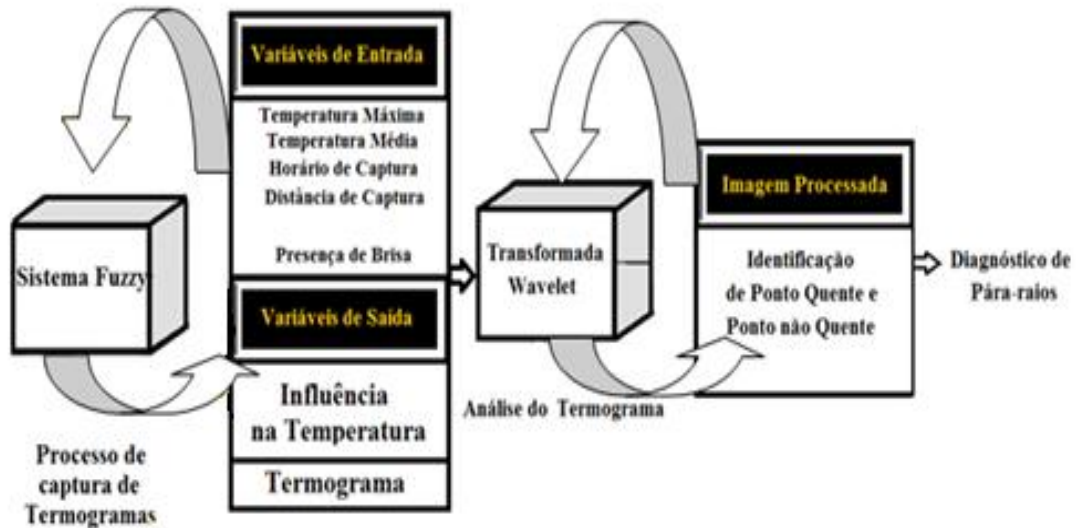 Variáveis de Entrada
Temperatura Máxima
Temperatura Média
Horário de Captura
Distância de Captura
Presença de Brisa
Sistema Fuzzy
Variáveis de Saída
Influência
na Temperatura
Termograma
Processo de
captura de
Termogramas
Transformada
Wavelet
Análise do Termograma
Imagem Processada
Identificação
de Ponto Quente e
Ponto não Quente
Diagnóstico de
Pára-raios